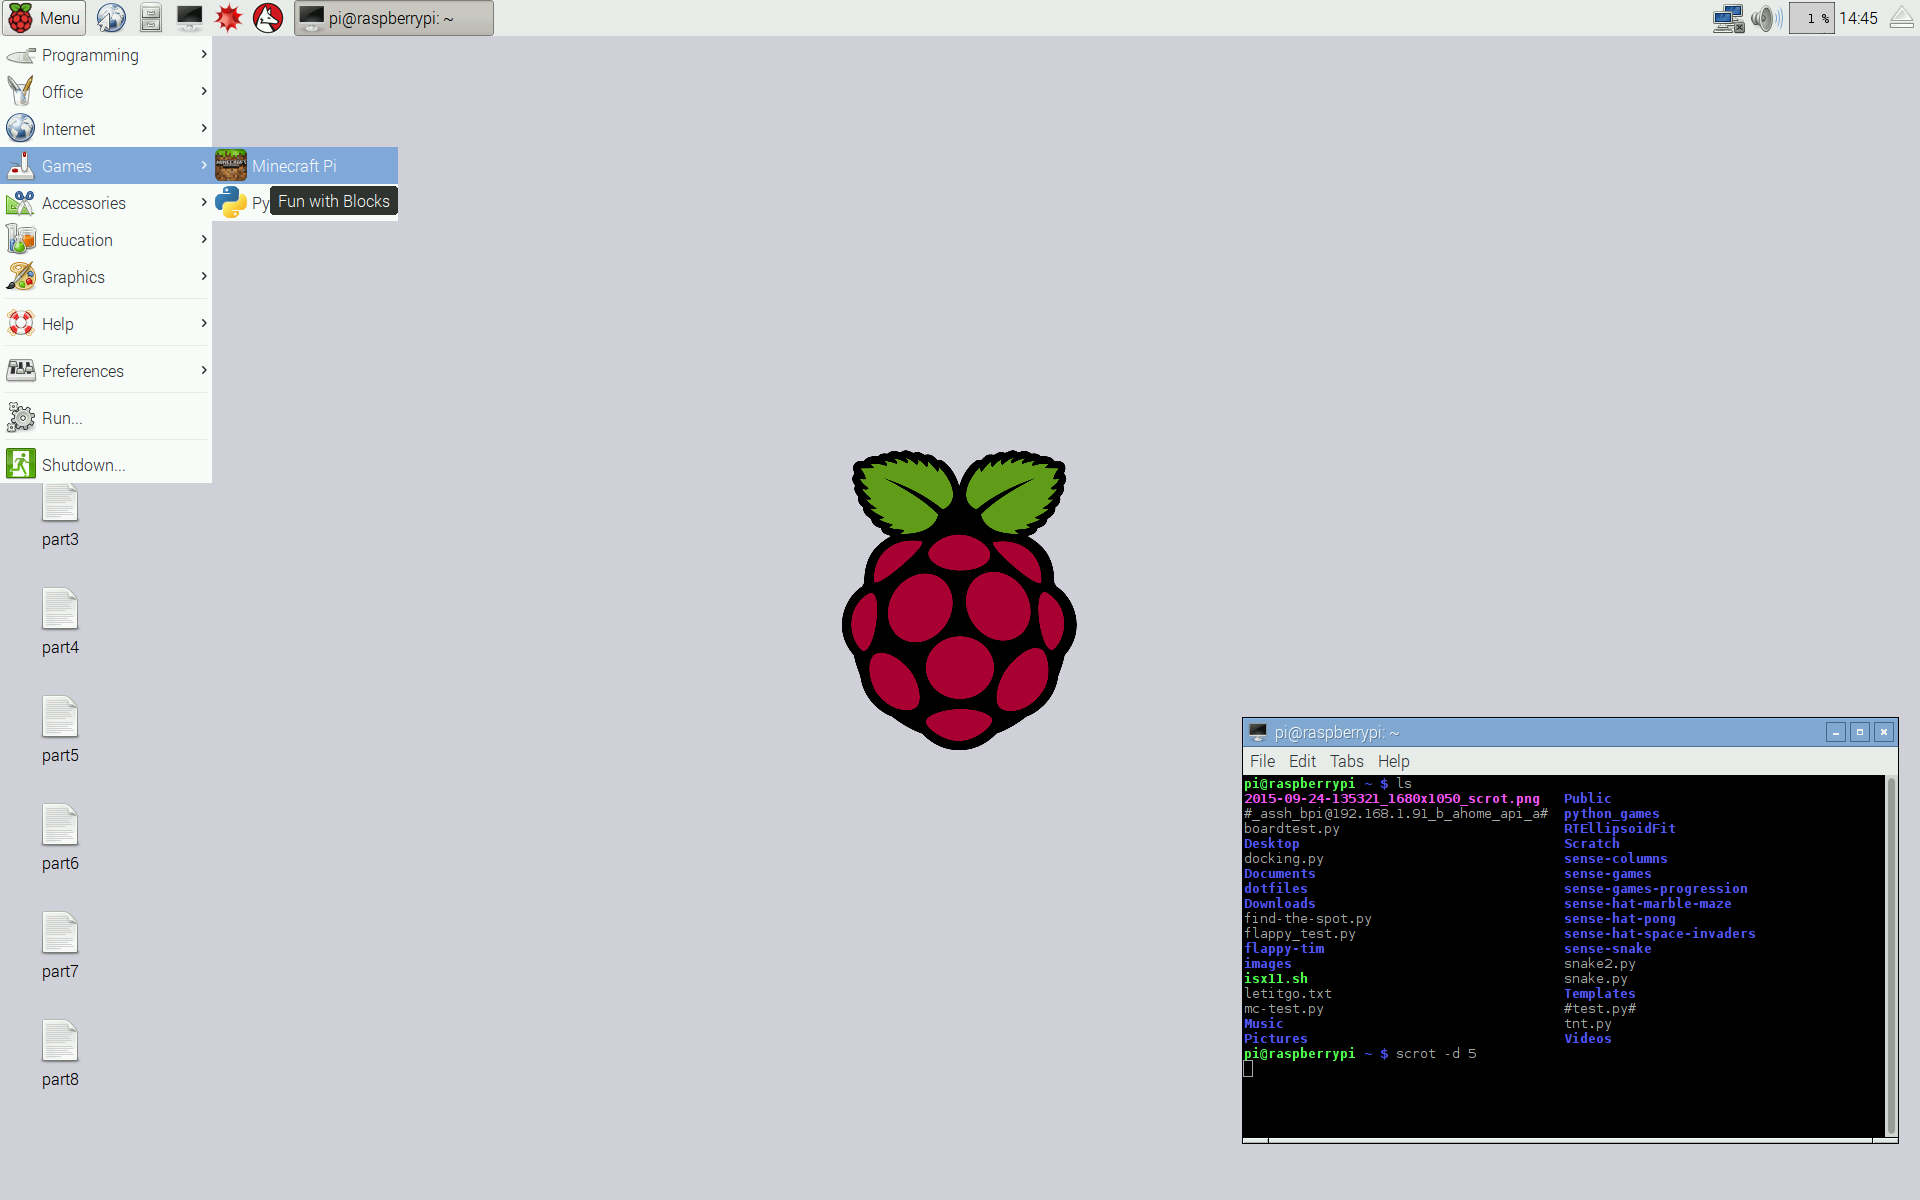 Menu
pi@raspberrypi: ~
1 %
14:45
Programming
Office
Internet
Games
Minecraft Pi
Accessories
Py
Fun with Blocks
Education
Graphics
Help
Preferences
Run...
Shutdown...
part3
part4
part5
part6
part7
part8
pi@raspberrypi: ~
File Edit Tabs Help
pi@raspberrypi ~ $ ls
2015-09-24-135321_1680x1050_scrot.png Public
#_assh_bpi@192.168.1.91_b_ahome_api_a# python_games
boardtest.py RTEllipsoidFit
Desktop Scratch
docking.py sense-columns
Documents sense-games
dotfiles sense-games-progression
Downloads sense-hat-marble-maze
find-the-spot.py sense-hat-pong
flappy_test.py sense-hat-space-invaders
flappy-tim sense-snake
images snake2.py
isx11.sh snake.py
letitgo.txt Templates
mc-test.py #test.py#
Music tnt.py
Pictures Videos
pi@raspberrypi ~ $ scrot -d 5